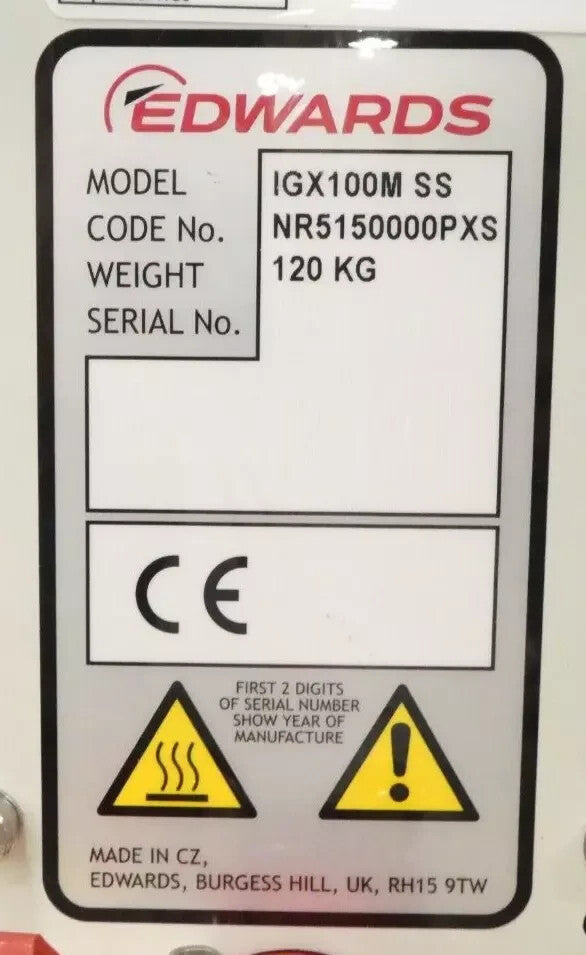 EDWARDS
MODEL IGX100M SS
CODE No. NR5150000PXS
WEIGHT 120 KG
SERIAL No.
CE
FIRST 2 DIGITS
OF SERIAL NUMBER
SHOW YEAR OF
MANUFACTURE
MADE IN CZ,
EDWARDS, BURGESS HILL, UK, RH15 9TW